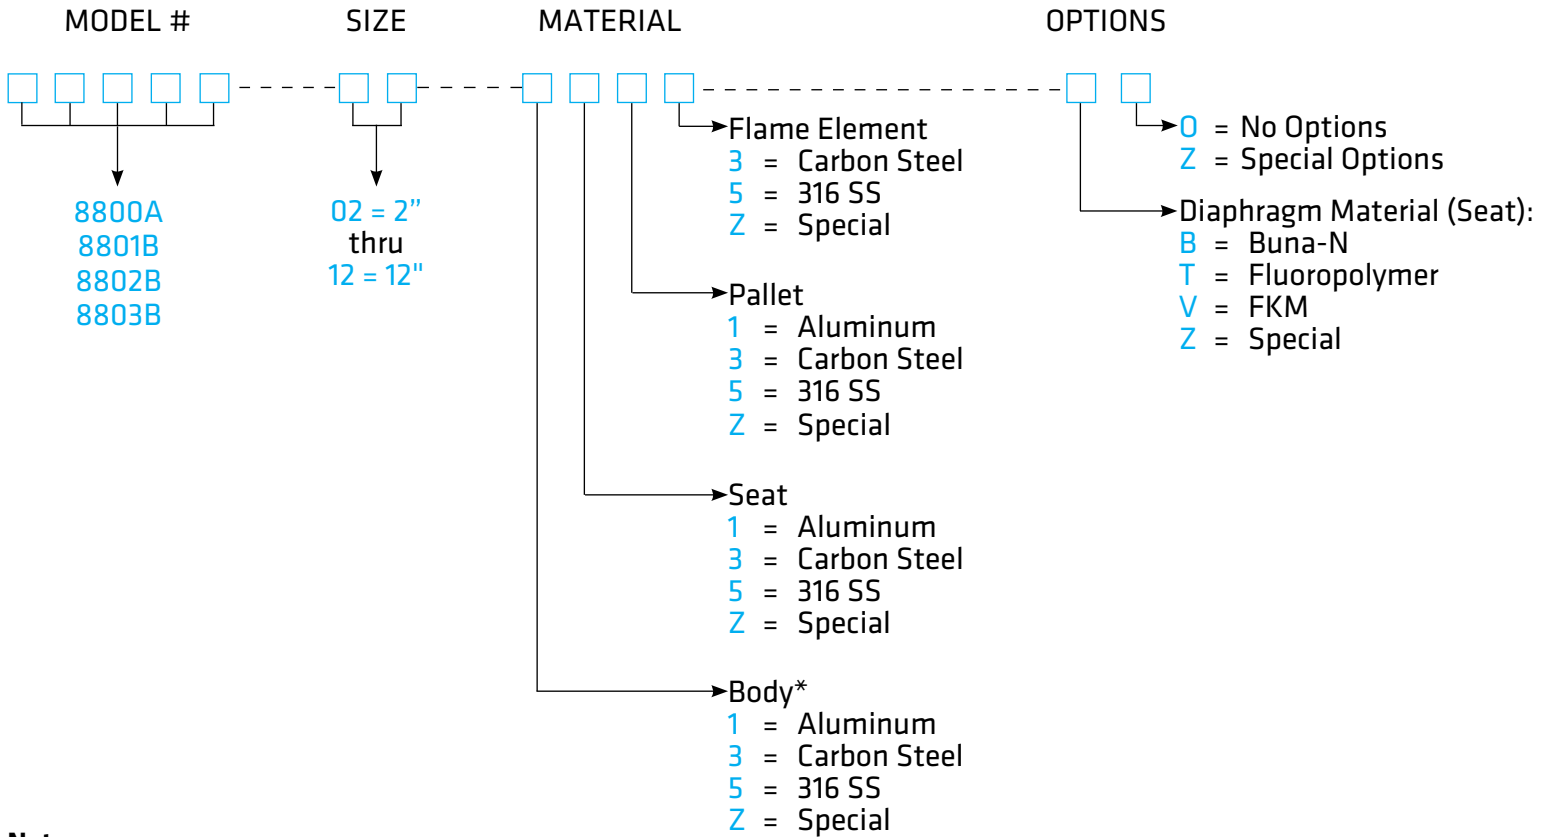 MODEL # SIZE MATERIAL OPTIONS
8800A
8801B
8802B
8803B
02 = 2”
thru
12 = 12"
Flame Element
3 = Carbon Steel
5 = 316 SS
Z = Special
Pallet
1 = Aluminum
3 = Carbon Steel
5 = 316 SS
Z = Special
Seat
1 = Aluminum
3 = Carbon Steel
5 = 316 SS
Z = Special
Body*
1 = Aluminum
3 = Carbon Steel
5 = 316 SS
Z = Special
O = No Options
Z = Special Options
Diaphragm Material (Seat):
B = Buna-N
T = Fluoropolymer
V = FKM
Z = Special